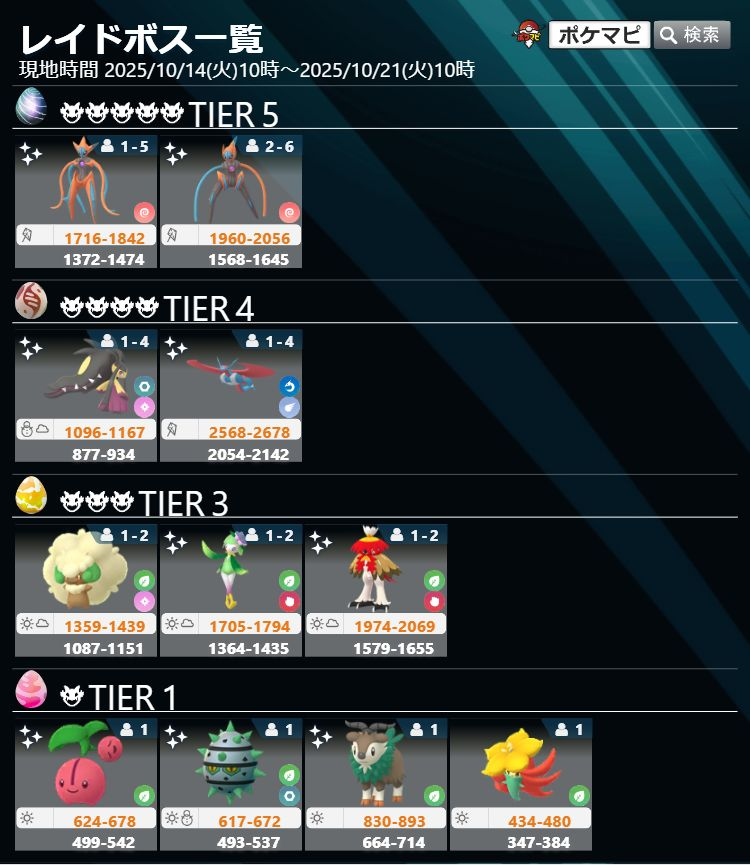 レイドボス一覧
ポケマピ
ポケマピ 検索
現地時間 2025/10/14(火)10時～2025/10/21(火)10時
TIER 5
1-5 2-6
1716-1842 1960-2056
1372-1474 1568-1645
TIER 4
1-4 1-4
1096-1167 2568-2678
877-934 2054-2142
TIER 3
1-2 1-2 1-2
1359-1439 1705-1794 1974-2069
1087-1151 1364-1435 1579-1655
TIER 1
1 1 1 1
624-678 617-672 830-893 434-480
499-542 493-537 664-714 347-384